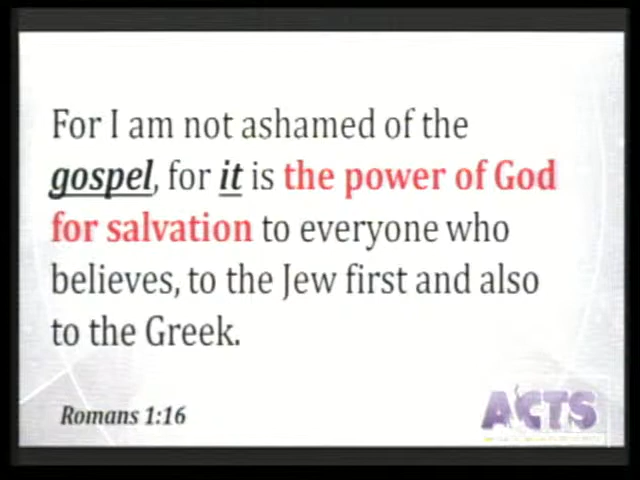 For I am not ashamed of the
gospel, for it is the power of God
for salvation to everyone who
believes, to the Jew first and also
to the Greek.
Romans 1:16
ACTS